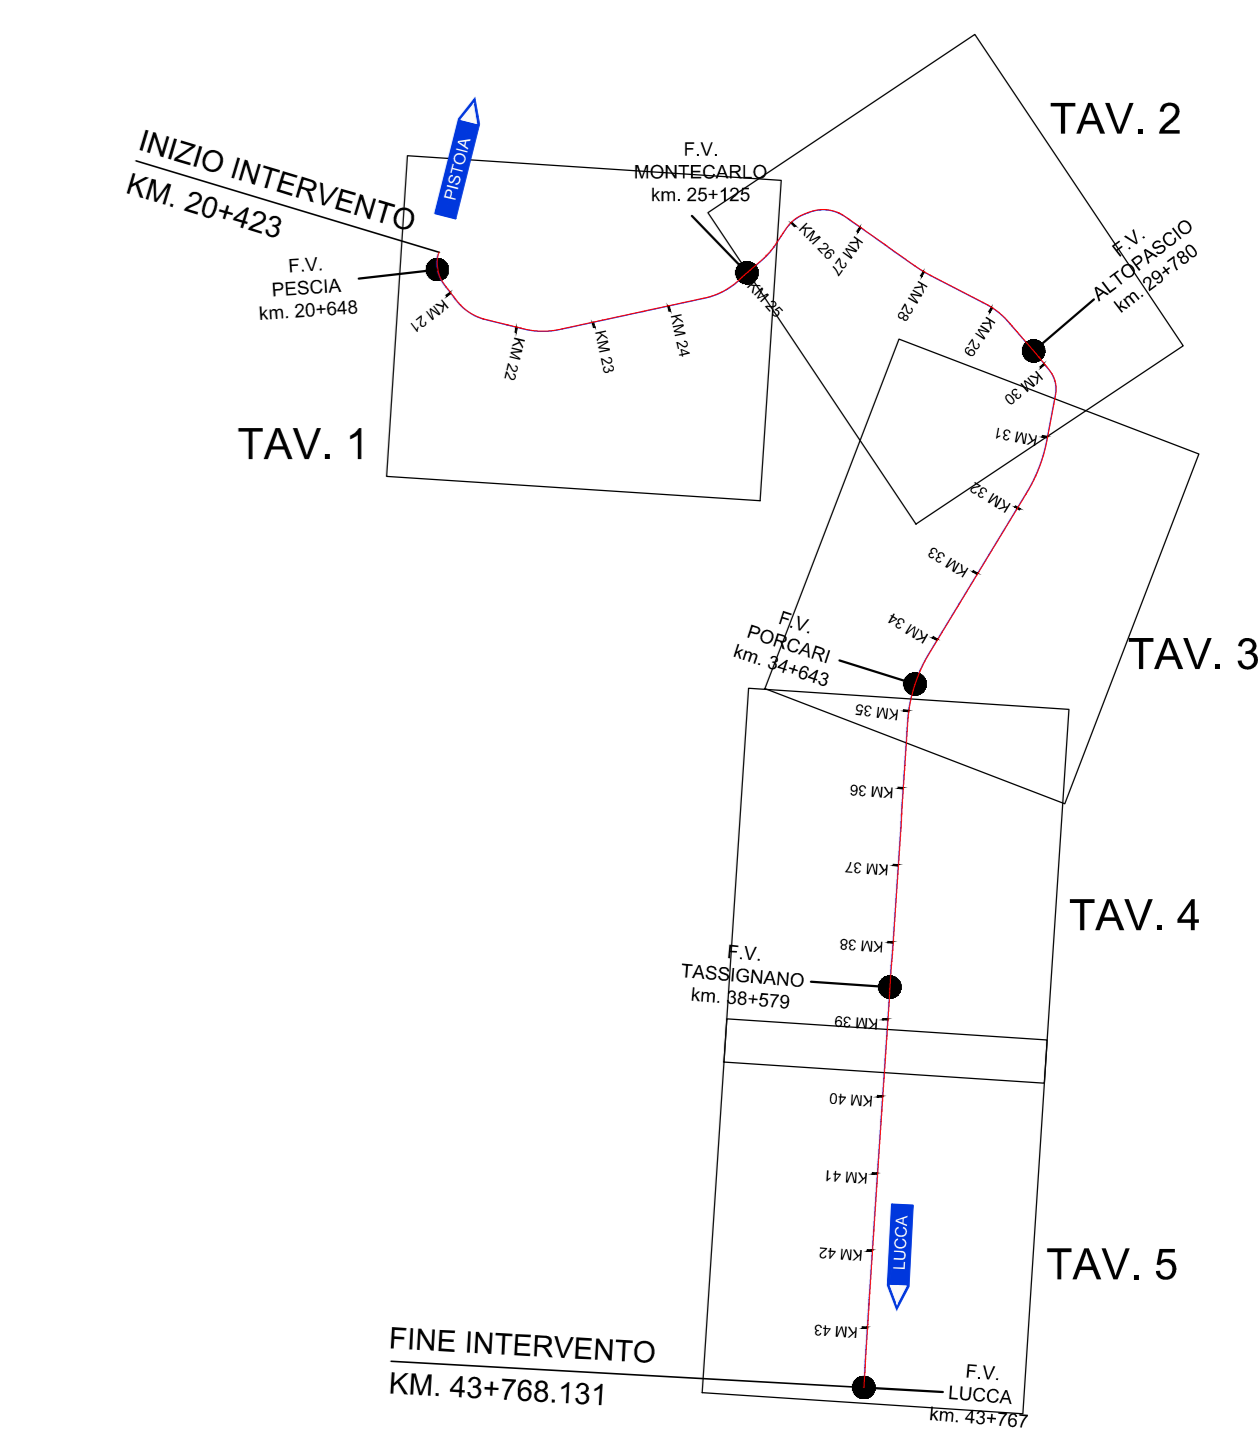 TAV. 2
PISTOIA
INIZIO INTERVENTO
KM. 20+423
F.V.
MONTECARLO
km. 25+125
F.V.
PESCIA
km. 20+648
F.V.
ALTOPASCIO
km. 29+780
KM 21
KM 22
KM 23
KM 24
KM 25
KM 26
KM 27
KM 28
KM 29
KM 30
KM 31
KM 32
KM 33
KM 34
TAV. 1
F.V.
PORCARI
km. 34+643
TAV. 3
KM 35
KM 36
KM 37
KM 38
TAV. 4
F.V.
TASSIGNANO
km. 38+579
KM 39
KM 40
KM 41
KM 42
KM 43
LUCCA
TAV. 5
FINE INTERVENTO
KM. 43+768.131
F.V.
LUCCA
km. 43+767